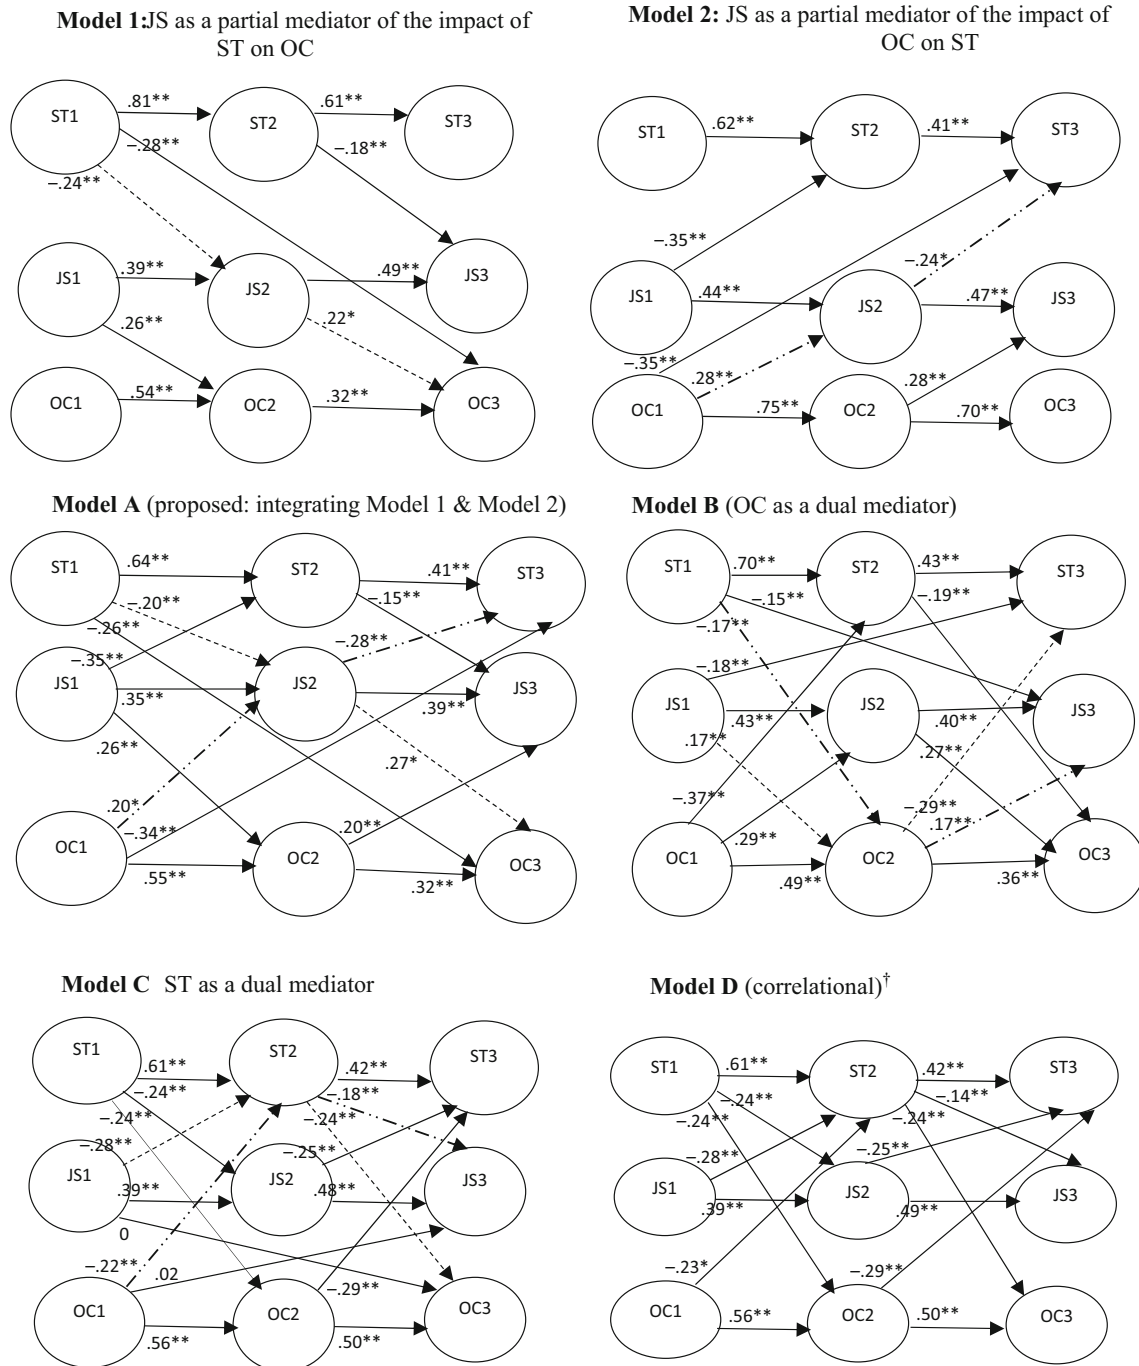 Model 1:JS as a partial mediator of the impact of
ST on OC
ST1
.81**
ST2
.61**
ST3
–.28**
–.18**
–.24**
JS1
.39**
JS2
.49**
JS3
.26**
.22*
OC1
.54**
OC2
.32**
OC3
Model 2: JS as a partial mediator of the impact of
OC on ST
ST1
.62**
ST2
.41**
ST3
–.35**
–.24*
JS1
.44**
JS2
.47**
JS3
–.35**
.28**
.28**
OC1
.75**
OC2
.70**
OC3
Model A (proposed: integrating Model 1 & Model 2)
ST1
.64**
ST2
.41**
ST3
–.20**
–.15**
–.26**
–.28**
–.35**
JS1
.35**
JS2
.39**
JS3
.26**
.27*
.20*
–.34**
.20**
OC1
.55**
OC2
.32**
OC3
Model B (OC as a dual mediator)
ST1
.70**
ST2
.43**
ST3
–.15**
–.19**
–.17**
–.18**
JS1
.43**
JS2
.40**
JS3
.17**
.27**
–.37**
–.29**
.17**
.29**
OC1
.49**
OC2
.36**
OC3
Model C ST as a dual mediator
ST1
.61**
ST2
.42**
ST3
–.24**
–.18**
–.24**
–.24**
–.28**
–.25**
JS1
.39**
JS2
.48**
JS3
0
–.22**
.02
–.29**
OC1
.56**
OC2
.50**
OC3
Model D (correlational)†
ST1
.61**
ST2
.42**
ST3
–.24**
–.14**
–.24**
–.24**
–.28**
–.25**
JS1
.39**
JS2
.49**
JS3
–.23*
–.29**
OC1
.56**
OC2
.50**
OC3